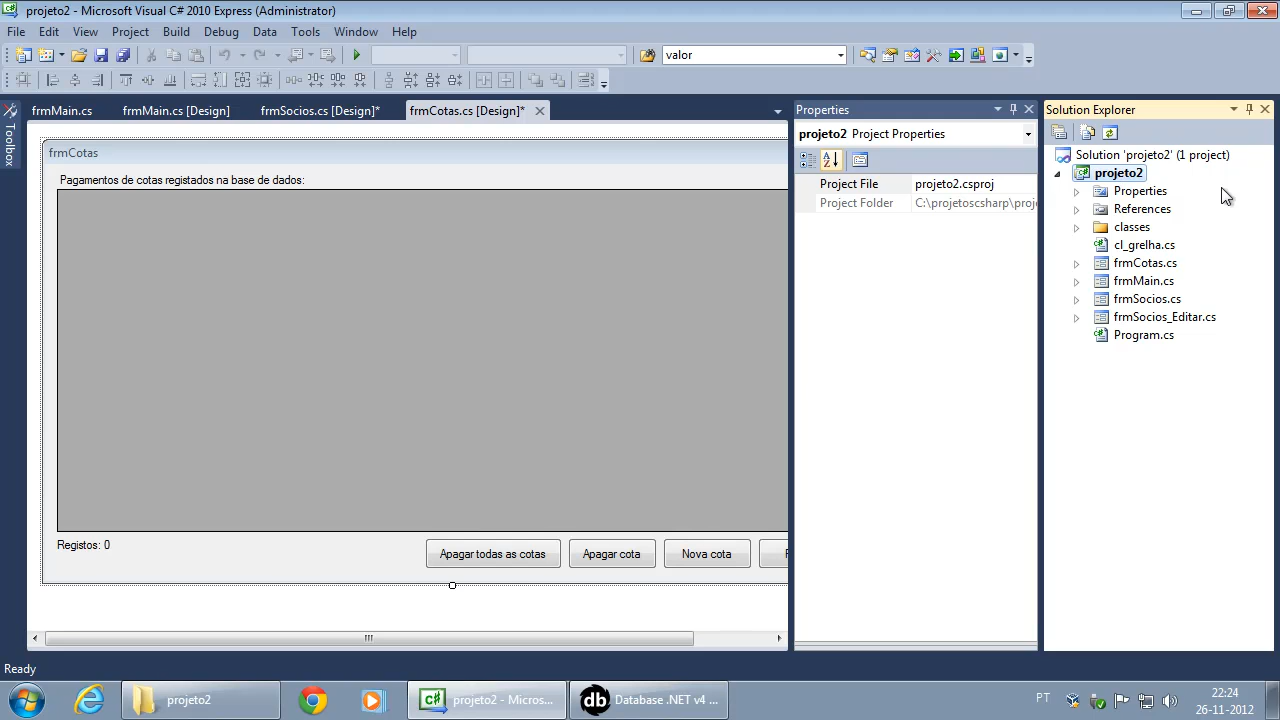 projeto2 - Microsoft Visual C# 2010 Express (Administrator)
File Edit View Project Build Debug Data Tools Window Help
valor
frmMain.cs frmMain.cs [Design] frmSocios.cs [Design]* frmCotas.cs [Design]*
Toolbox
frmCotas
Pagamentos de cotas registados na base de dados:
Registos: 0
Apagar todas as cotas Apagar cota Nova cota
Properties
projeto2 Project Properties
Project File projeto2.csproj
Project Folder C:\projetoscsharp\proj
Solution Explorer
Solution 'projeto2' (1 project)
projeto2
Properties
References
classes
cl_grelha.cs
frmCotas.cs
frmMain.cs
frmSocios.cs
frmSocios_Editar.cs
Program.cs
Ready
projeto2
projeto2 - Micros...
Database .NET v4 ...
PT
22:24
26-11-2012